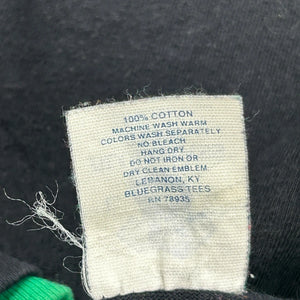 100% COTTON
MACHINE WASH WARM
COLORS WASH SEPARATELY
NO BLEACH
HANG DRY
DO NOT IRON OR
DRY CLEAN EMBLEM
LEBANON, KY
BLUEGRASS TEES
RN 78935